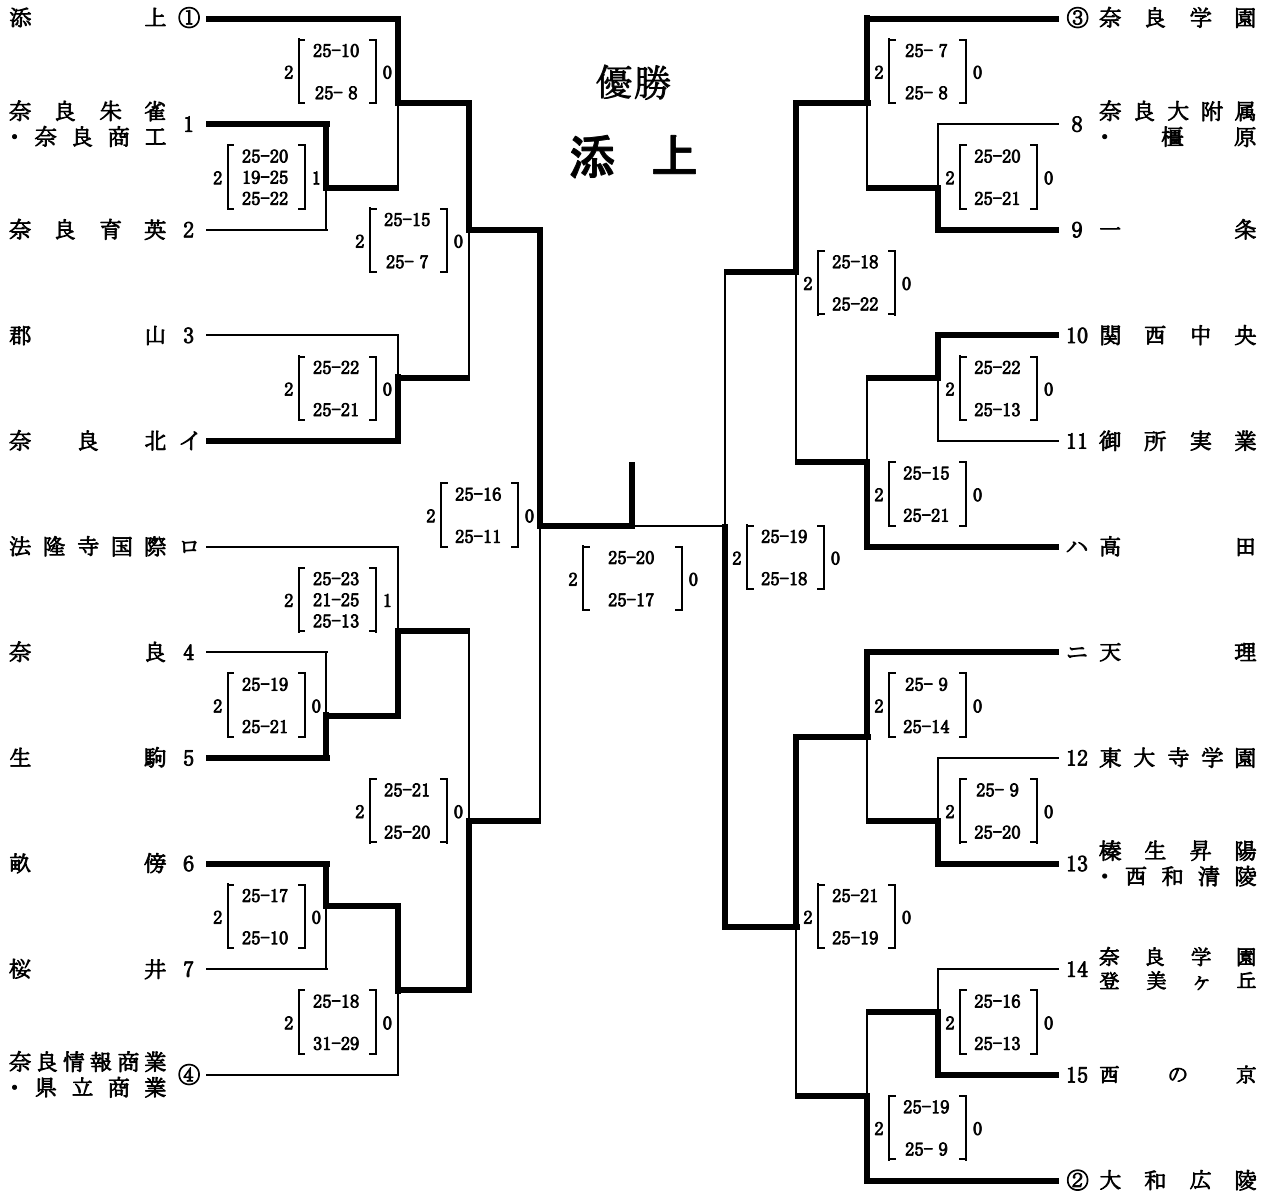 添上 ①
2 25-10 0
25- 8
奈良朱雀
・奈良商工 1
2 25-20 1
19-25
25-22
奈良育英 2
2 25-15 0
25- 7
郡山 3
2 25-22 0
25-21
奈良北 イ
2 25-16 0
25-11
法隆寺国際 ロ
2 25-23 1
21-25
25-13
奈良 4
2 25-19 0
25-21
生駒 5
2 25-21 0
25-20
畝傍 6
2 25-17 0
25-10
桜井 7
2 25-18 0
31-29
奈良情報商業
・県立商業 ④
優勝
添上
2 25-20 0
25-17
③ 奈良学園
2 25- 7 0
25- 8
8 奈良大附属
・橿原
2 25-20 0
25-21
9 一条
2 25-18 0
25-22
10 関西中央
2 25-22 0
25-13
11 御所実業
2 25-15 0
25-21
ハ 高田
2 25-19 0
25-18
ニ 天理
2 25- 9 0
25-14
12 東大寺学園
2 25- 9 0
25-20
13 榛生昇陽
・西和清陵
2 25-21 0
25-19
14 奈良学園
登美ヶ丘
2 25-16 0
25-13
15 西の京
2 25-19 0
25- 9
② 大和広陵